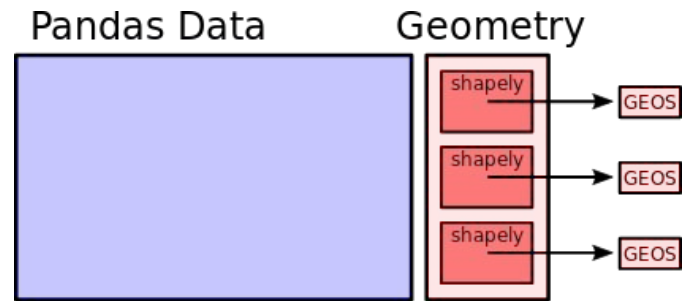 Pandas Data
Geometry
shapely
GEOS
shapely
GEOS
shapely
GEOS